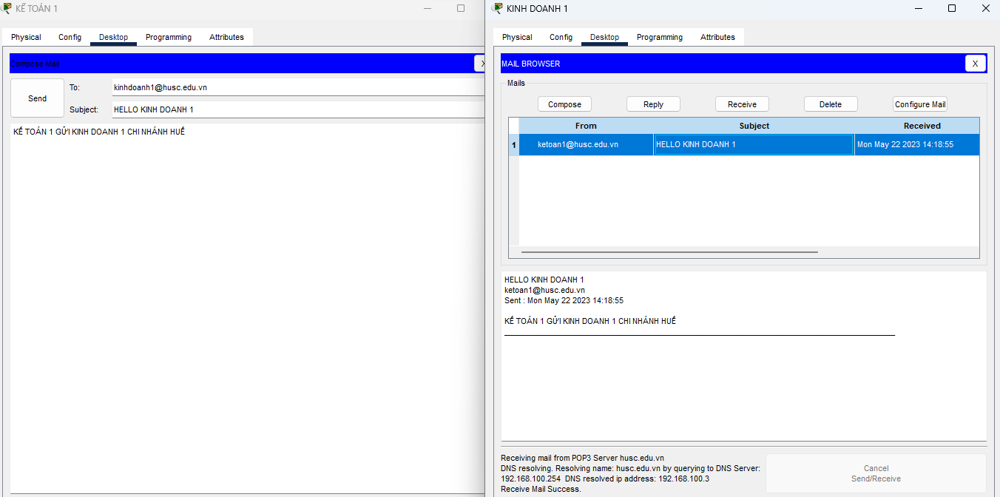 KẾ TOÁN 1
Physical Config Desktop Programming Attributes
Compose Mail X
Send
To: kinhdoanh1@husc.edu.vn
Subject: HELLO KINH DOANH 1
KẾ TOÁN 1 GỬI KINH DOANH 1 CHI NHÁNH HUẾ
KINH DOANH 1
Physical Config Desktop Programming Attributes
MAIL BROWSER X
Mails
Compose Reply Receive Delete Configure Mail
From Subject Received
1 ketoan1@husc.edu.vn HELLO KINH DOANH 1 Mon May 22 2023 14:18:55
HELLO KINH DOANH 1
ketoan1@husc.edu.vn
Sent : Mon May 22 2023 14:18:55
KẾ TOÁN 1 GỬI KINH DOANH 1 CHI NHÁNH HUẾ
Receiving mail from POP3 Server husc.edu.vn
DNS resolving. Resolving name: husc.edu.vn by querying to DNS Server:
192.168.100.254 DNS resolved ip address: 192.168.100.3
Receive Mail Success.
Cancel
Send/Receive